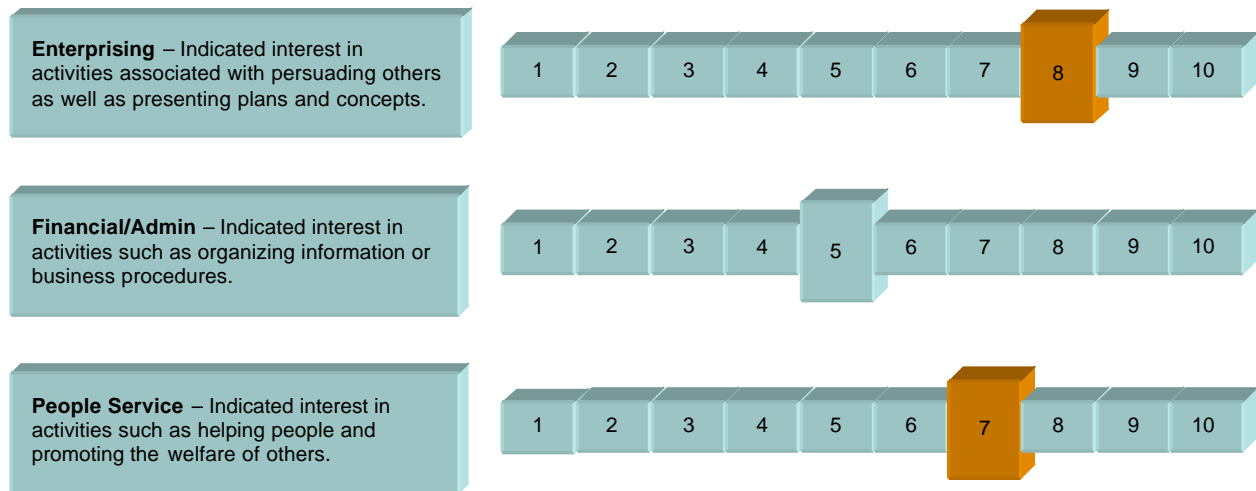 Enterprising – Indicated interest in
activities associated with persuading others
as well as presenting plans and concepts.
1 2 3 4 5 6 7 8 9 10
Financial/Admin – Indicated interest in
activities such as organizing information or
business procedures.
1 2 3 4 5 6 7 8 9 10
People Service – Indicated interest in
activities such as helping people and
promoting the welfare of others.
1 2 3 4 5 6 7 8 9 10